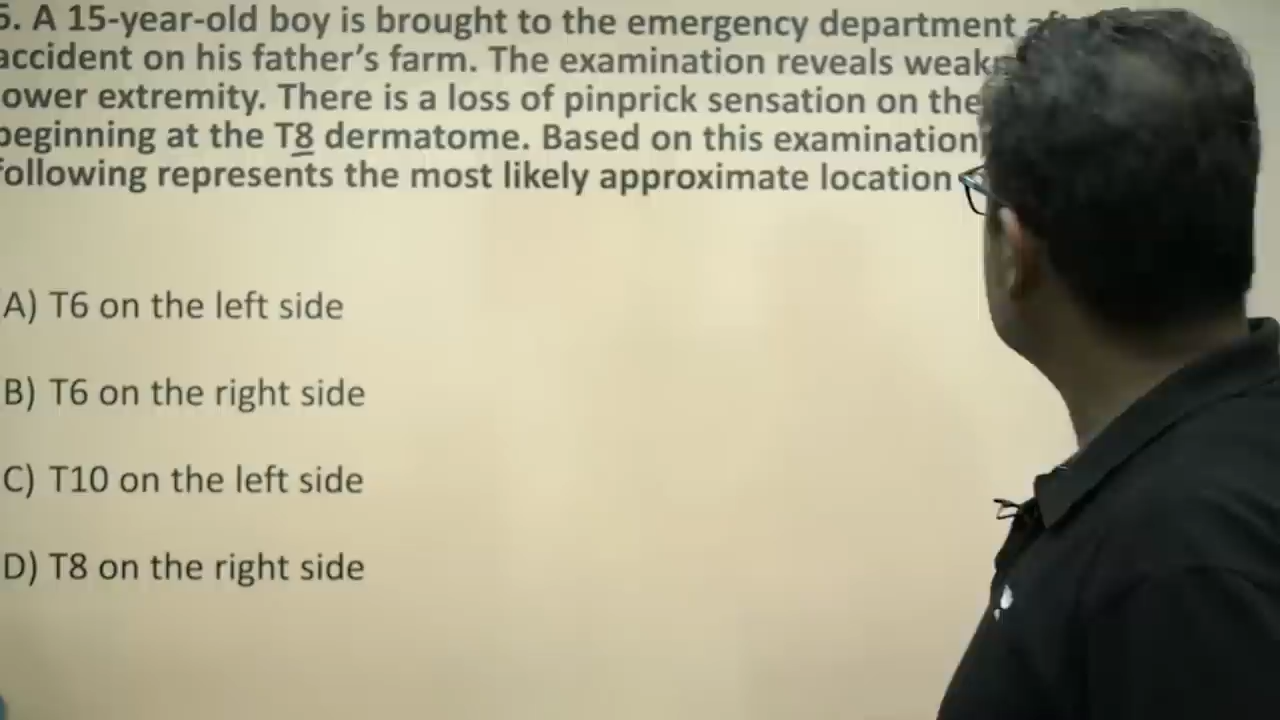 5. A 15-year-old boy is brought to the emergency department
accident on his father's farm. The examination reveals
ower extremity. There is a loss of pinprick sensation on the
beginning at the T8 dermatome. Based on this examination
following represents the most likely approximate location
A) T6 on the left side
B) T6 on the right side
C) T10 on the left side
D) T8 on the right side